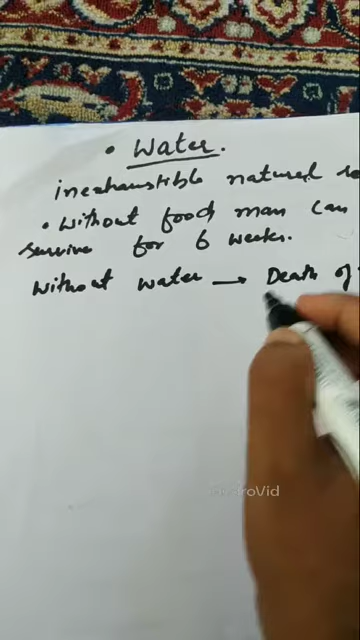 • Water.
inexhaustible natural
• Without food man can
survive for 6 weeks.
Without water → Death of